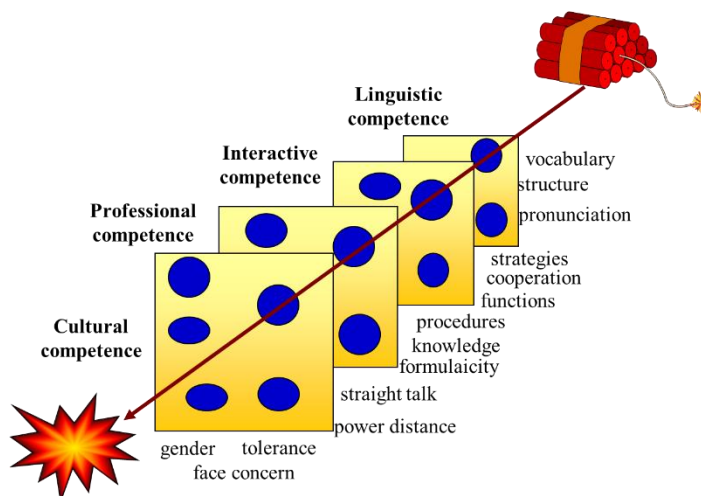 Linguistic
competence
vocabulary
structure
pronunciation
Interactive
competence
strategies
cooperation
functions
Professional
competence
procedures
knowledge
formulaicity
Cultural
competence
straight talk
power distance
gender tolerance
face concern